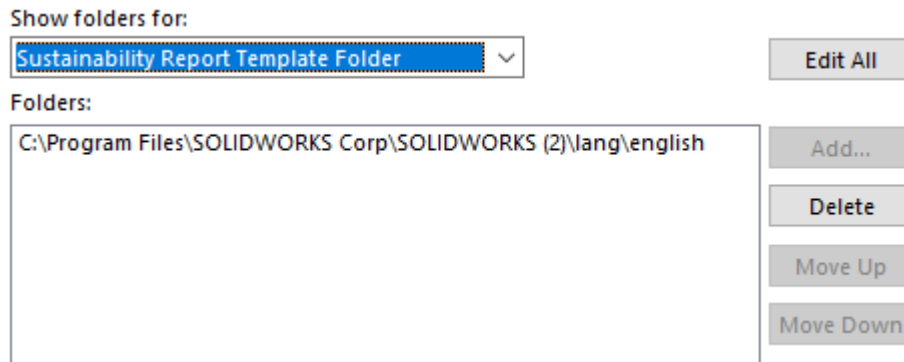 Show folders for:
Sustainability Report Template Folder
Edit All
Folders:
C:\Program Files\SOLIDWORKS Corp\SOLIDWORKS (2)\lang\english
Add...
Delete
Move Up
Move Down